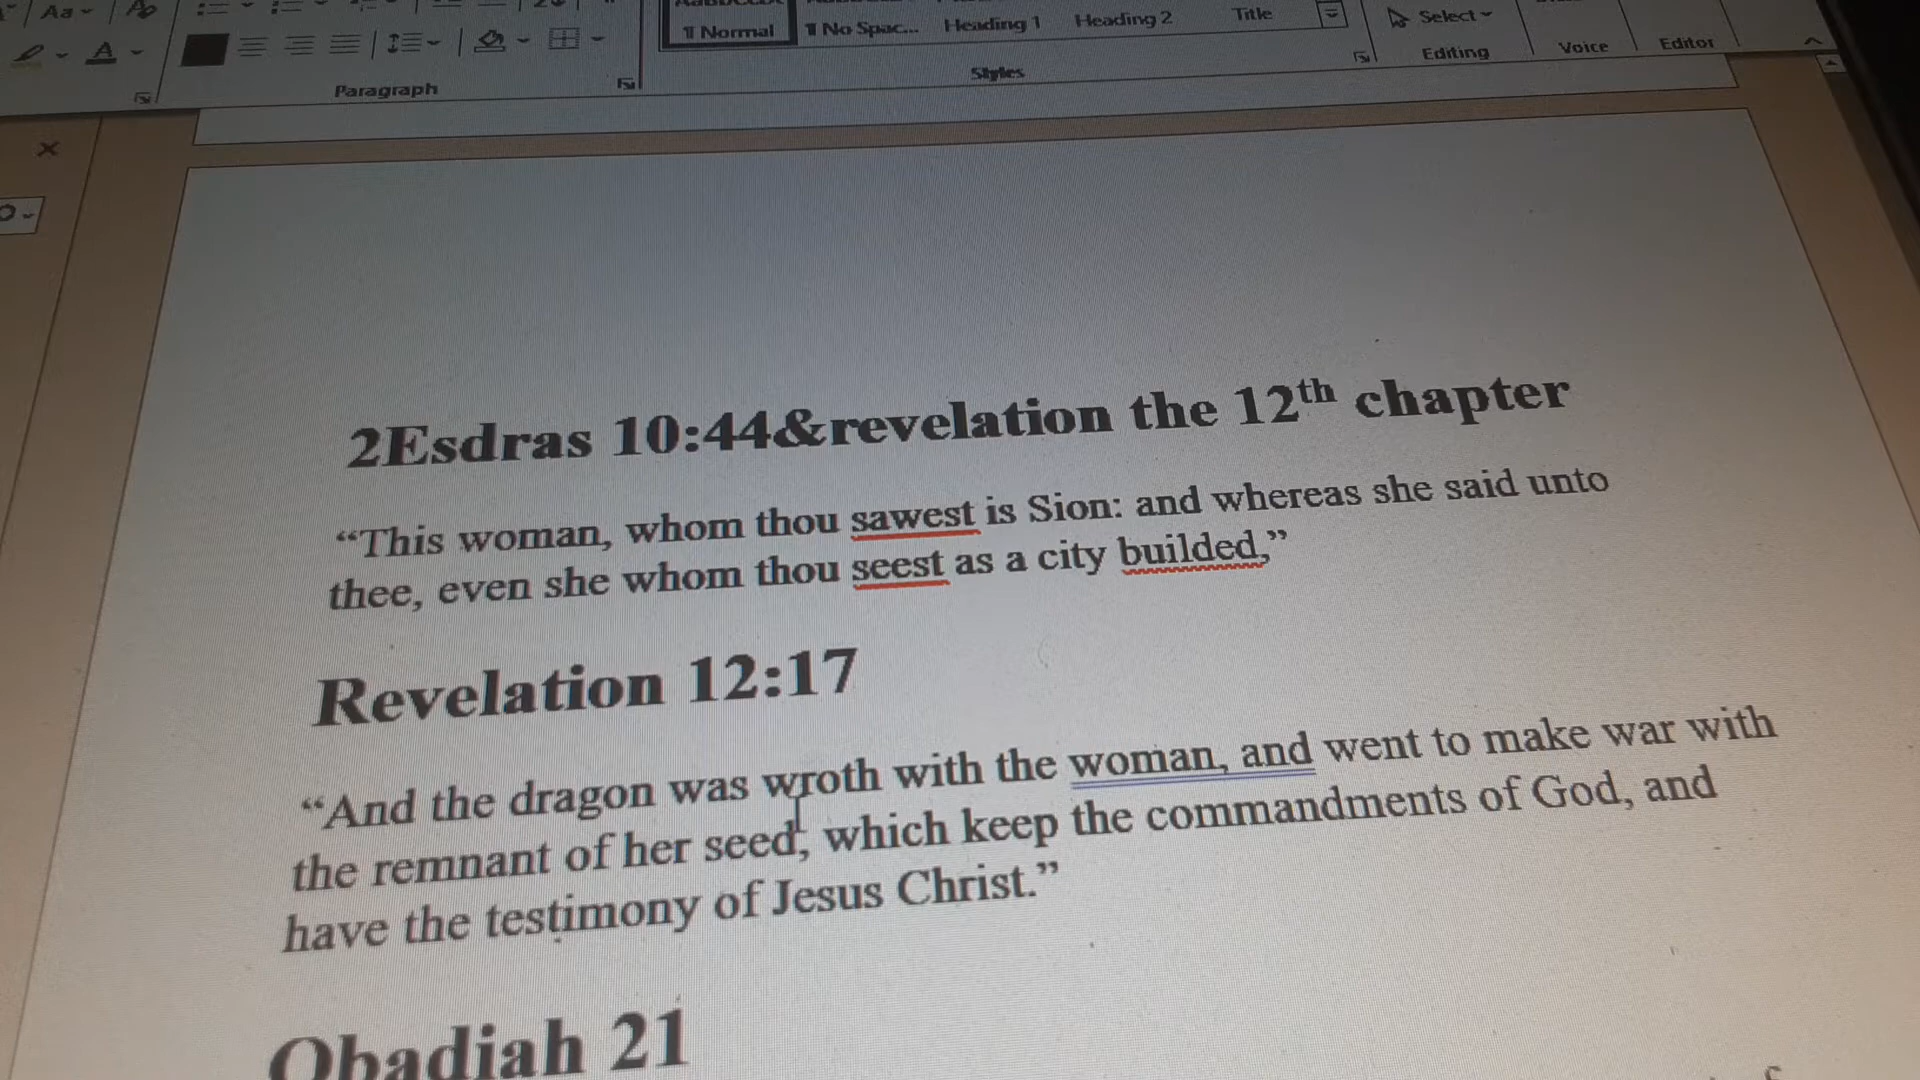 Aa
A
¶ Normal
¶ No Spac...
Heading 1
Heading 2
Title
Select
Paragraph
Styles
Editing
Voice
Editor
2Esdras 10:44&revelation the 12th chapter
“This woman, whom thou sawest is Sion: and whereas she said unto
thee, even she whom thou seest as a city builded,”
Revelation 12:17
“And the dragon was wroth with the woman, and went to make war with
the remnant of her seed, which keep the commandments of God, and
have the testimony of Jesus Christ.”
Obadiah 21